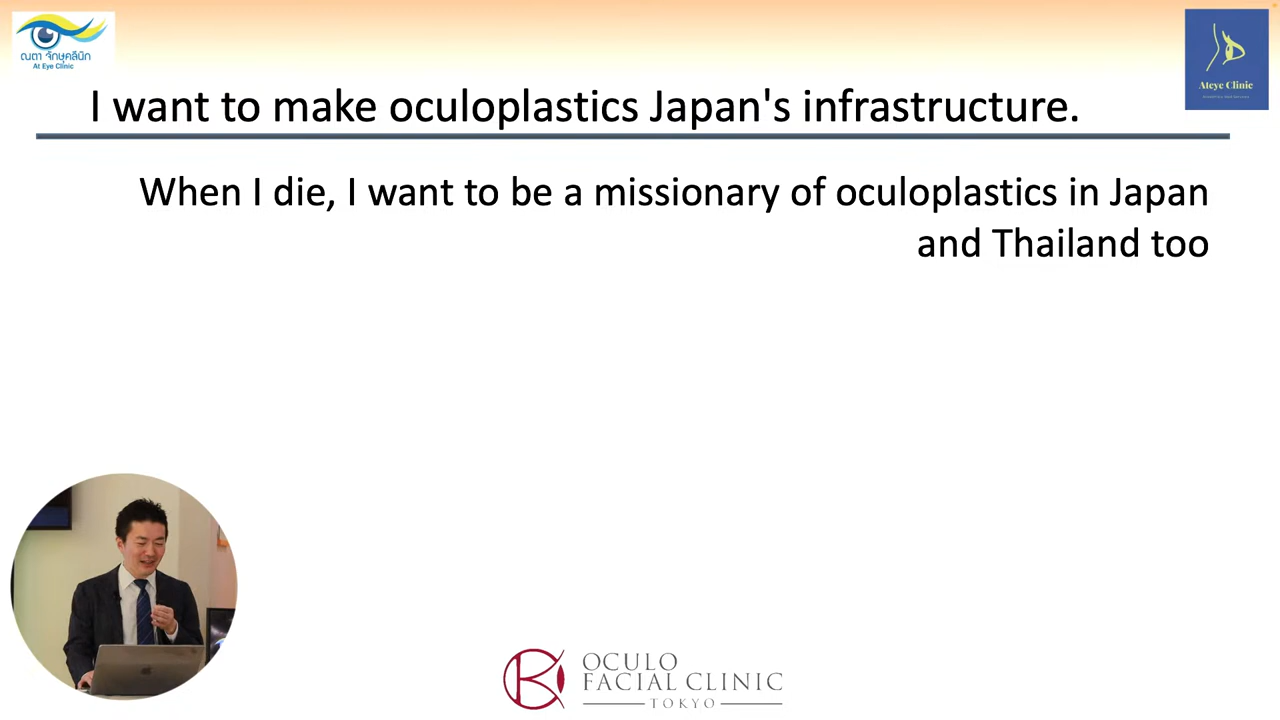 ณตา จักษุคลีนิก
At Eye Clinic
Ateye Clinic
I want to make oculoplastics Japan's infrastructure.
When I die, I want to be a missionary of oculoplastics in Japan
and Thailand too
OCULO
FACIAL CLINIC
TOKYO